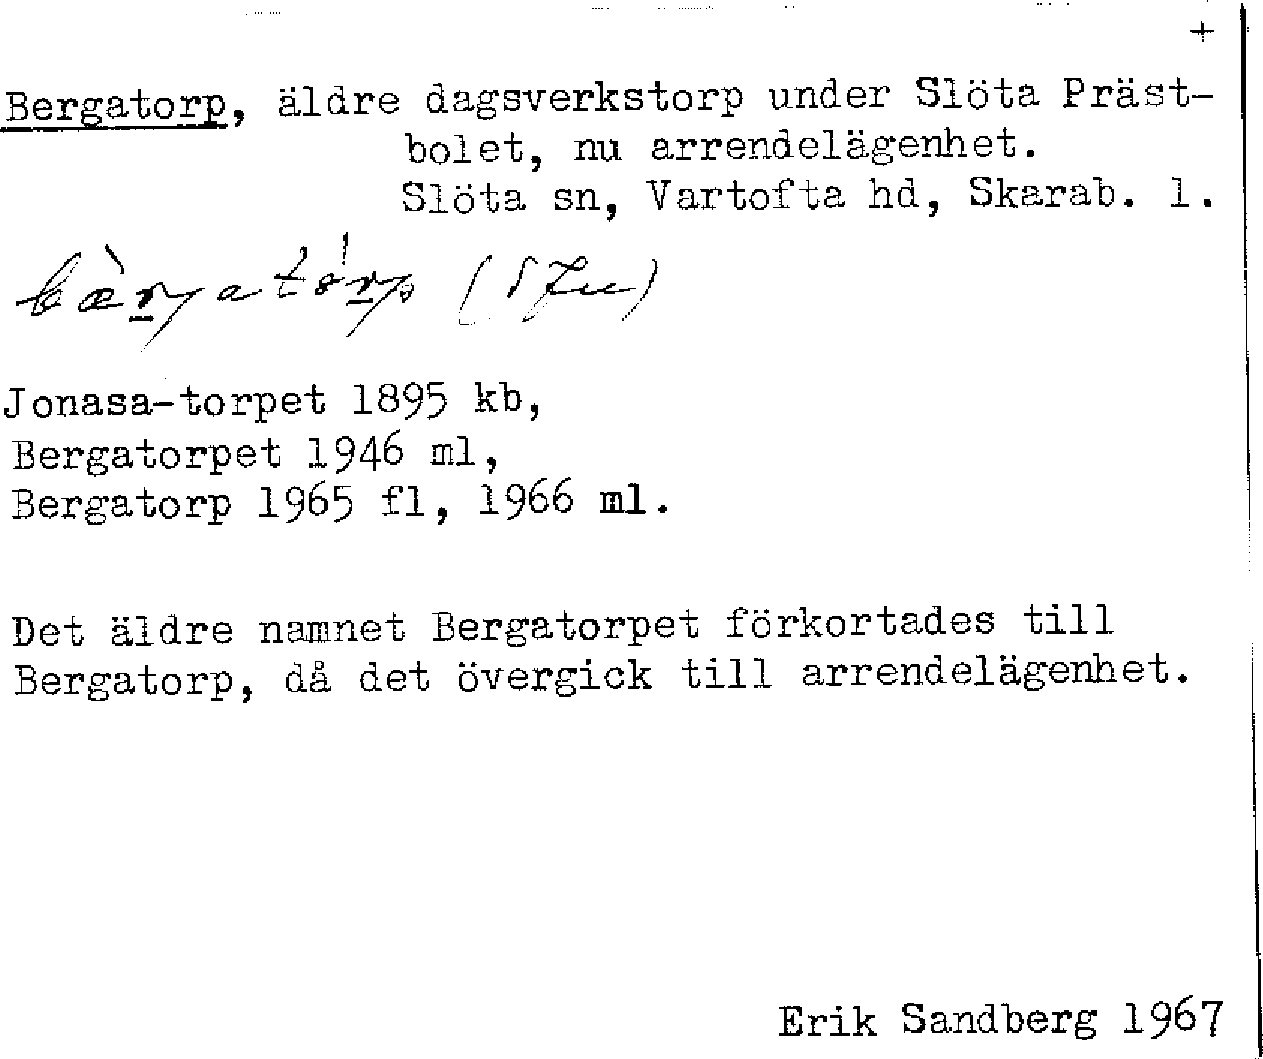 +
Bergatorp, äldre dagsverkstorp under Slöta Präst-
bolet, nu arrendelägenhet.
Slöta sn, Vartofta hd, Skarab. l.
Jonasa-torpet 1895 kb,
Bergatorpet 1946 ml,
Bergatorp 1965 fl, 1966 ml.
Det äldre namnet Bergatorpet förkortades till
Bergatorp, då det övergick till arrendelägenhet.
Erik Sandberg 1967